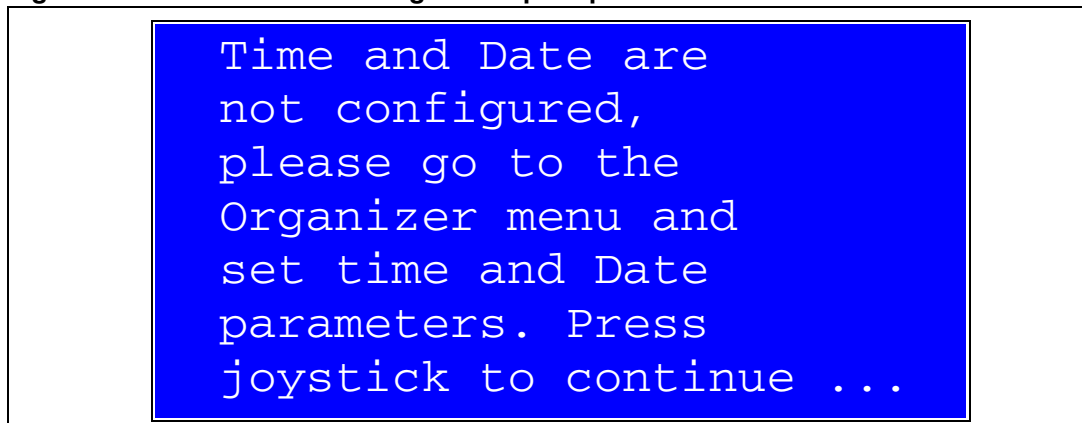 Time and Date are
not configured,
please go to the
Organizer menu and
set time and Date
parameters. Press
joystick to continue ...